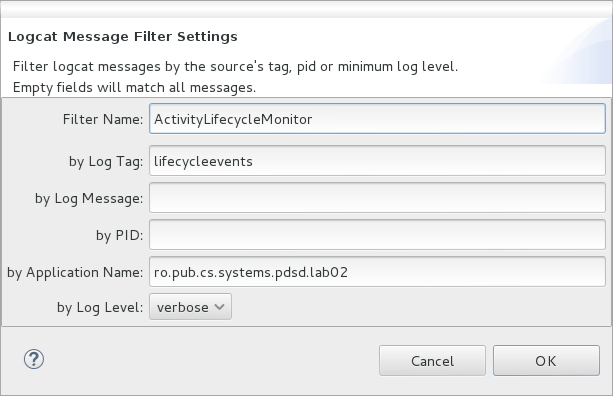 Logcat Message Filter Settings
Filter logcat messages by the source's tag, pid or minimum log level.
Empty fields will match all messages.
Filter Name: ActivityLifecycleMonitor
by Log Tag: lifecycleevents
by Log Message:
by PID:
by Application Name: ro.pub.cs.systems.pdsd.lab02
by Log Level: verbose
? Cancel OK